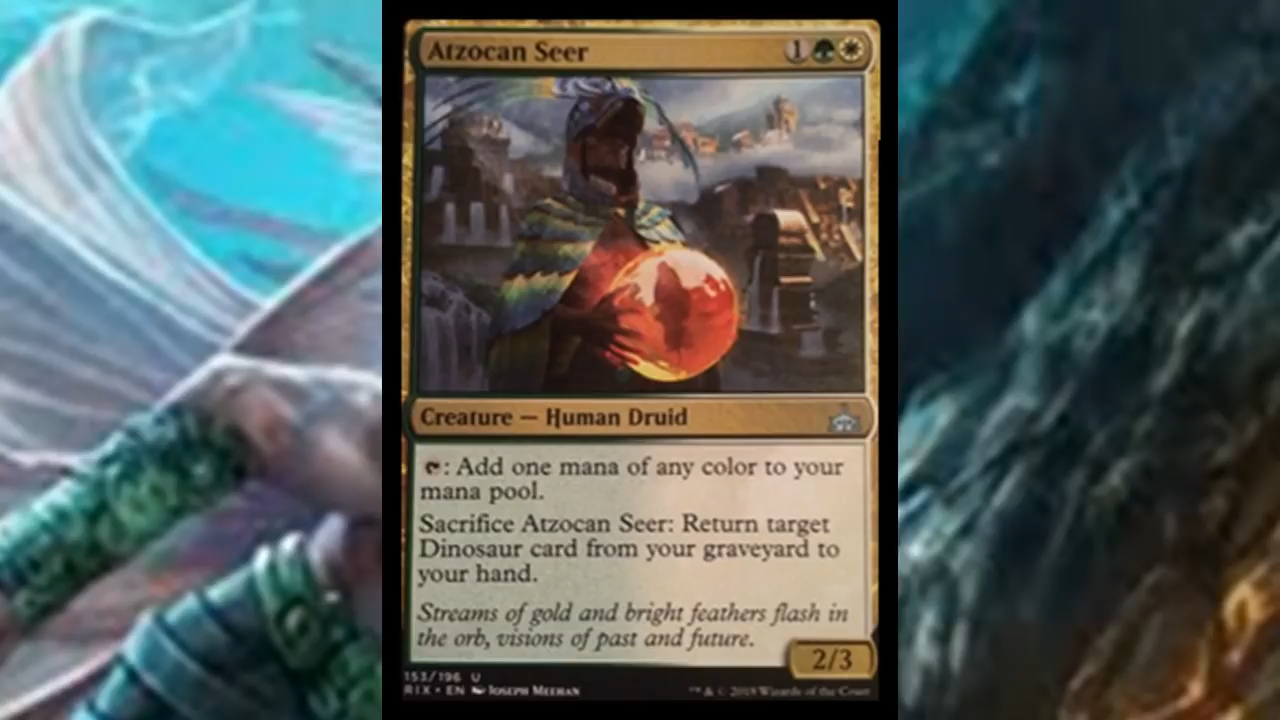 Atzocan Seer 1
Creature — Human Druid
: Add one mana of any color to your
mana pool.
Sacrifice Atzocan Seer: Return target
Dinosaur card from your graveyard to
your hand.
Streams of gold and bright feathers flash in
the orb, visions of past and future.
2/3
153/196 U
RIX • EN Joseph Meehan ™ & © 2018 Wizards of the Coast